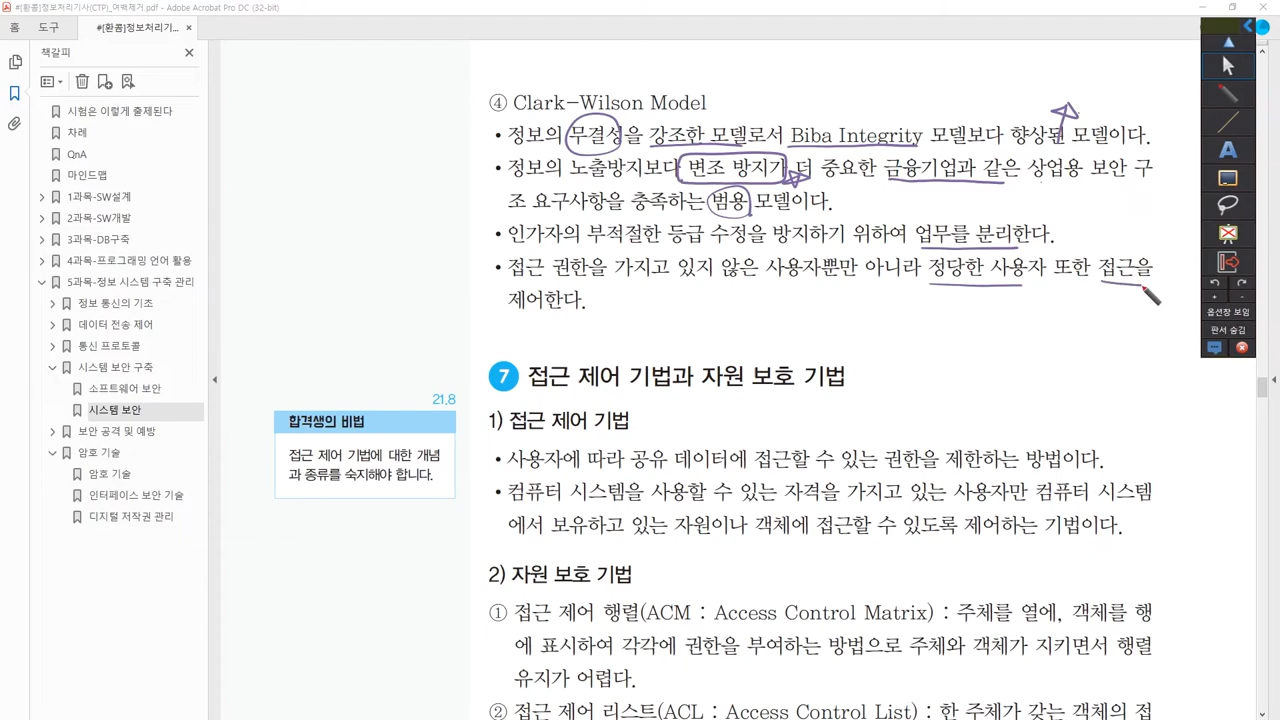 #[환콤]정보처리기사(CTP)_여백제거.pdf - Adobe Acrobat Pro DC (32-bit)
홈 도구 #[환콤]정보처리기... ×
책갈피
시험은 이렇게 출제된다
차례
QnA
마인드맵
1과목-SW설계
2과목-SW개발
3과목-DB구축
4과목-프로그래밍 언어 활용
5과목-정보 시스템 구축 관리
정보 통신의 기초
데이터 전송 제어
통신 프로토콜
시스템 보안 구축
소프트웨어 보안
시스템 보안
보안 공격 및 예방
암호 기술
암호 기술
인터페이스 보안 기술
디지털 저작권 관리
④ Clark-Wilson Model
• 정보의 무결성을 강조한 모델로서 Biba Integrity 모델보다 향상된 모델이다.
• 정보의 노출방지보다 변조 방지가 더 중요한 금융기업과 같은 상업용 보안 구
조 요구사항을 충족하는 범용 모델이다.
• 인가자의 부적절한 등급 수정을 방지하기 위하여 업무를 분리한다.
• 접근 권한을 가지고 있지 않은 사용자뿐만 아니라 정당한 사용자 또한 접근을
제어한다.
7 접근 제어 기법과 자원 보호 기법
21.8
합격생의 비법
접근 제어 기법에 대한 개념
과 종류를 숙지해야 합니다.
1) 접근 제어 기법
• 사용자에 따라 공유 데이터에 접근할 수 있는 권한을 제한하는 방법이다.
• 컴퓨터 시스템을 사용할 수 있는 자격을 가지고 있는 사용자만 컴퓨터 시스템
에서 보유하고 있는 자원이나 객체에 접근할 수 있도록 제어하는 기법이다.
2) 자원 보호 기법
① 접근 제어 행렬(ACM : Access Control Matrix) : 주체를 열에, 객체를 행
에 표시하여 각각에 권한을 부여하는 방법으로 주체와 객체가 지키면서 행렬
유지가 어렵다.
② 접근 제어 리스트(ACL : Access Control List) : 한 주체가 갖는 객체의 접
A
옵션창 보임
판서 숨김